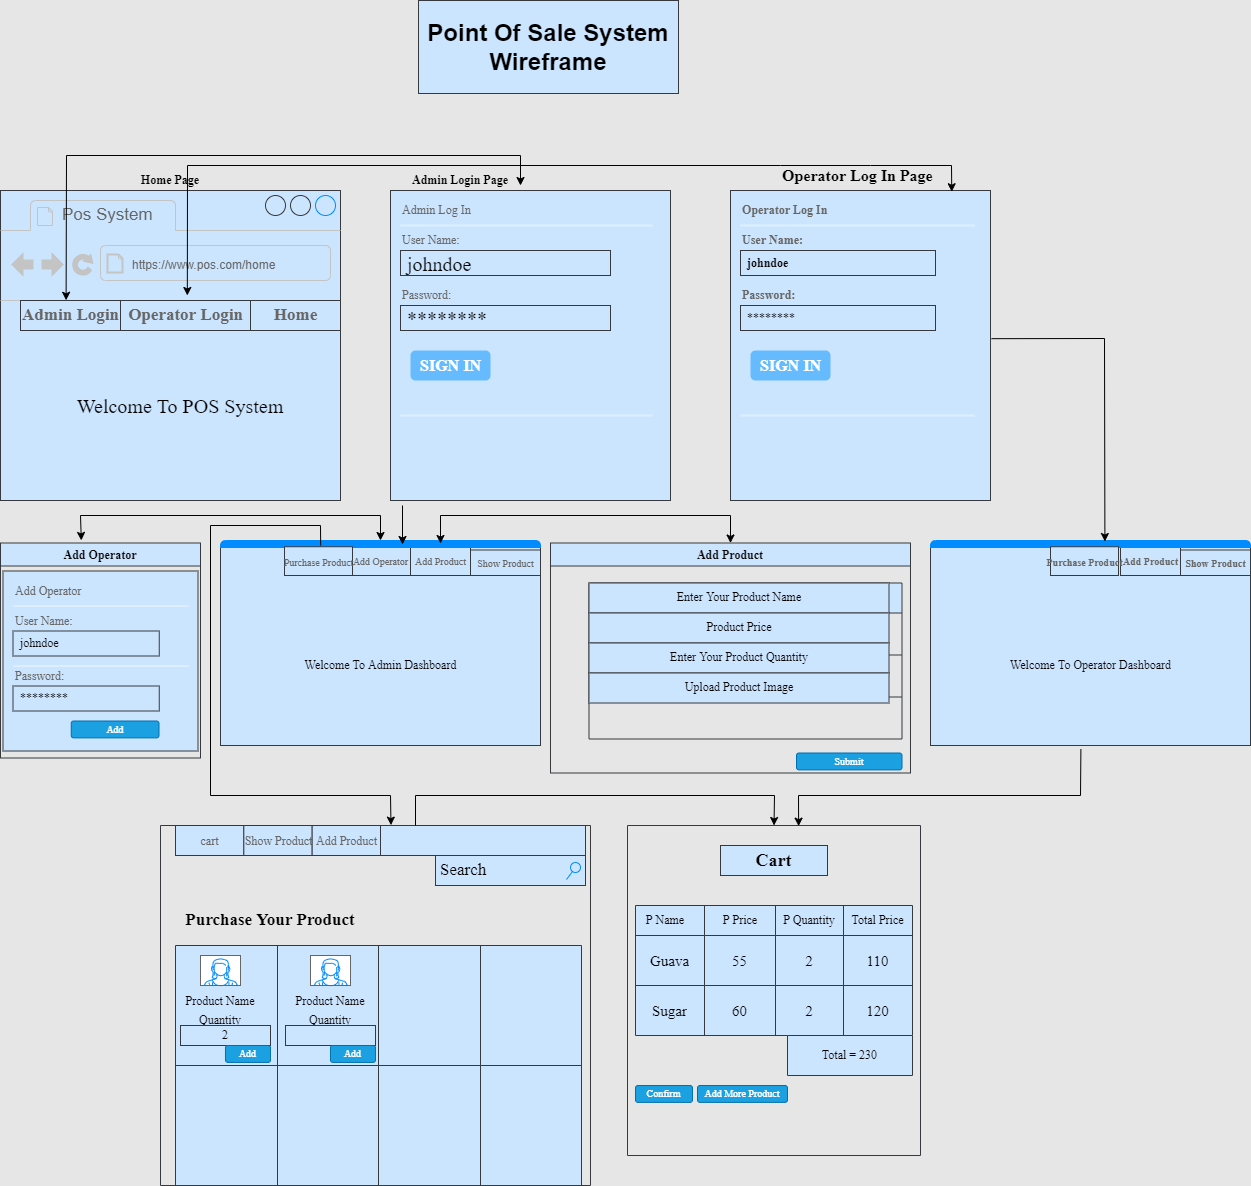 Point Of Sale System
Wireframe
Home Page
Pos System
https://www.pos.com/home
Admin Login
Operator Login
Home
Welcome To POS System
Admin Login Page
Admin Log In
User Name:
johndoe
Password:
********
SIGN IN
Operator Log In Page
Operator Log In
User Name:
johndoe
Password:
********
SIGN IN
Add Operator
Add Operator
User Name:
johndoe
Password:
********
Add
Purchase Product
Add Operator
Add Product
Show Product
Welcome To Admin Dashboard
Add Product
Enter Your Product Name
Product Price
Enter Your Product Quantity
Upload Product Image
Submit
Purchase Product
Add Product
Show Product
Welcome To Operator Dashboard
cart
Show Product
Add Product
Search
Purchase Your Product
Product Name
Quantity
2
Add
Product Name
Quantity
Add
Cart
P Name P Price P Quantity Total Price
Guava 55 2 110
Sugar 60 2 120
Total = 230
Confirm
Add More Product